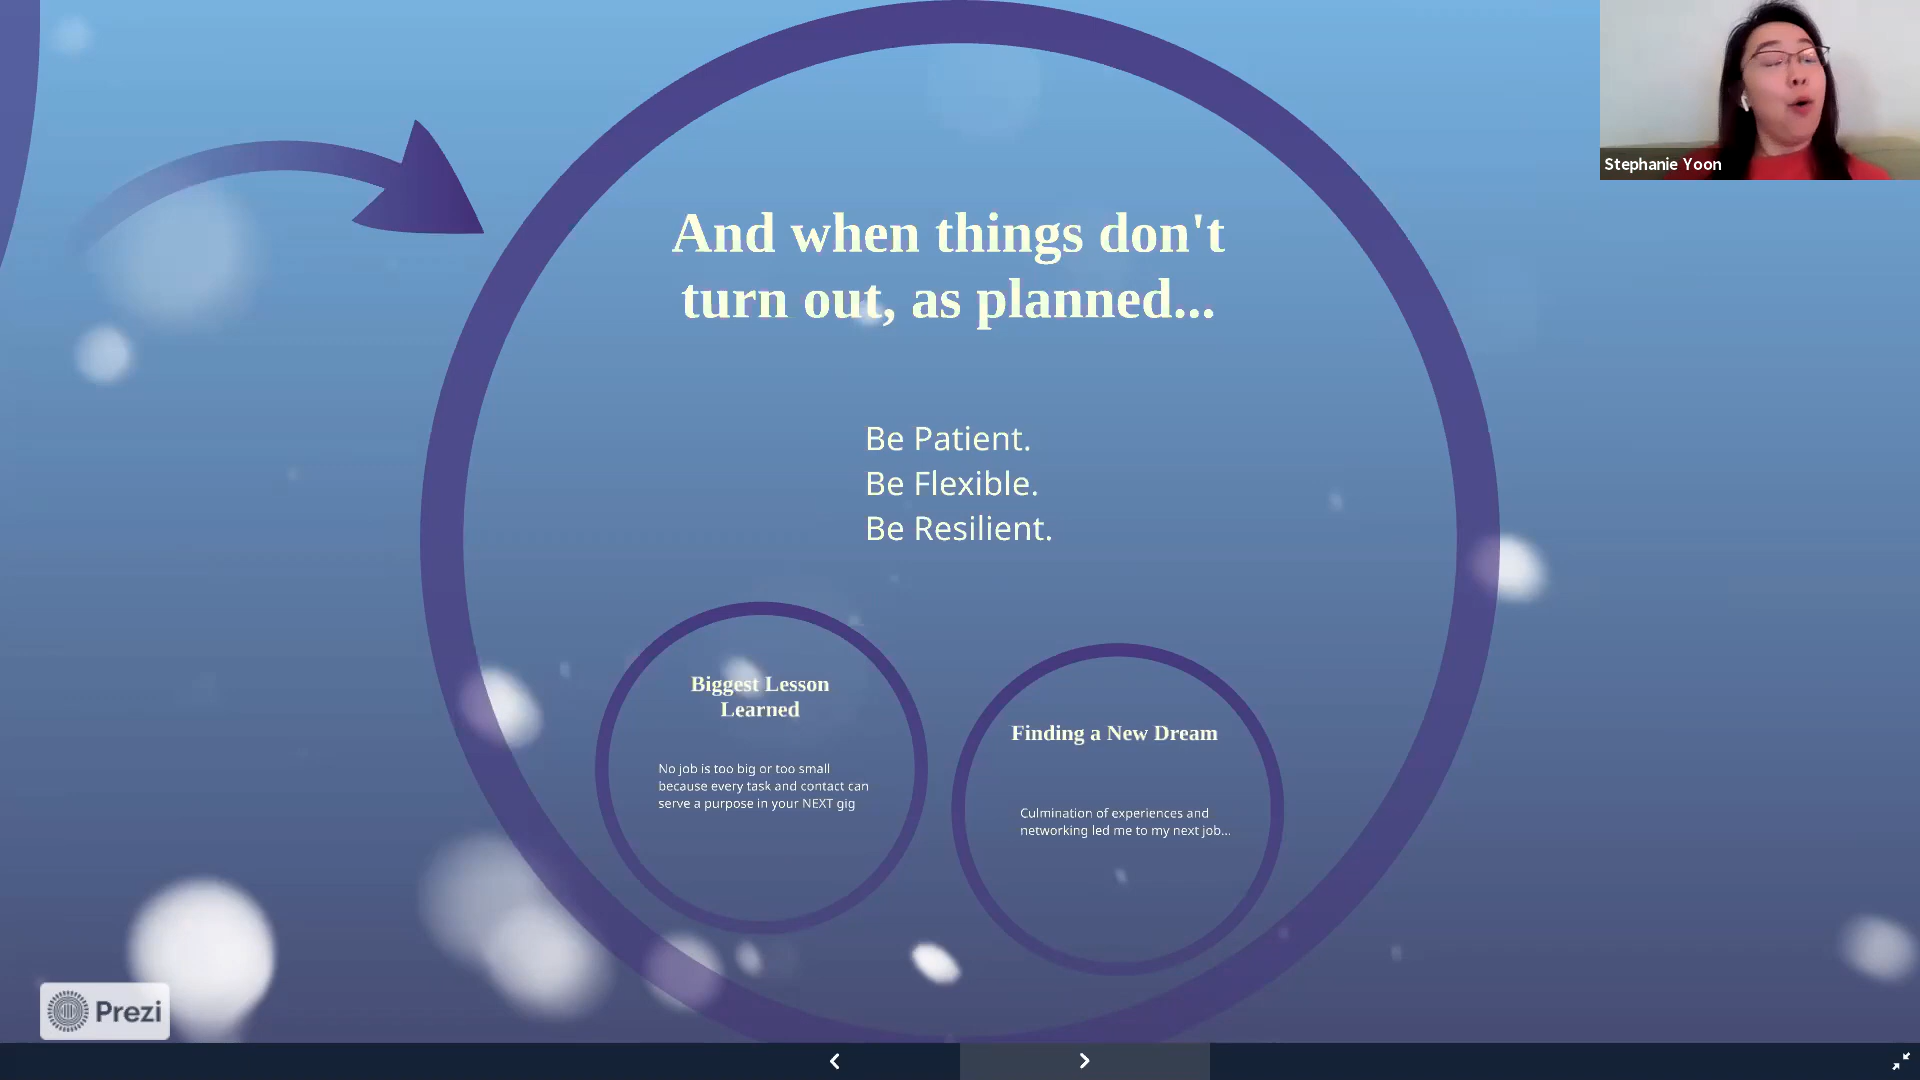 Stephanie Yoon
And when things don't
turn out, as planned...
Be Patient.
Be Flexible.
Be Resilient.
Biggest Lesson
Learned
No job is too big or too small
because every task and contact can
serve a purpose in your NEXT gig
Finding a New Dream
Culmination of experiences and
networking led me to my next job...
Prezi